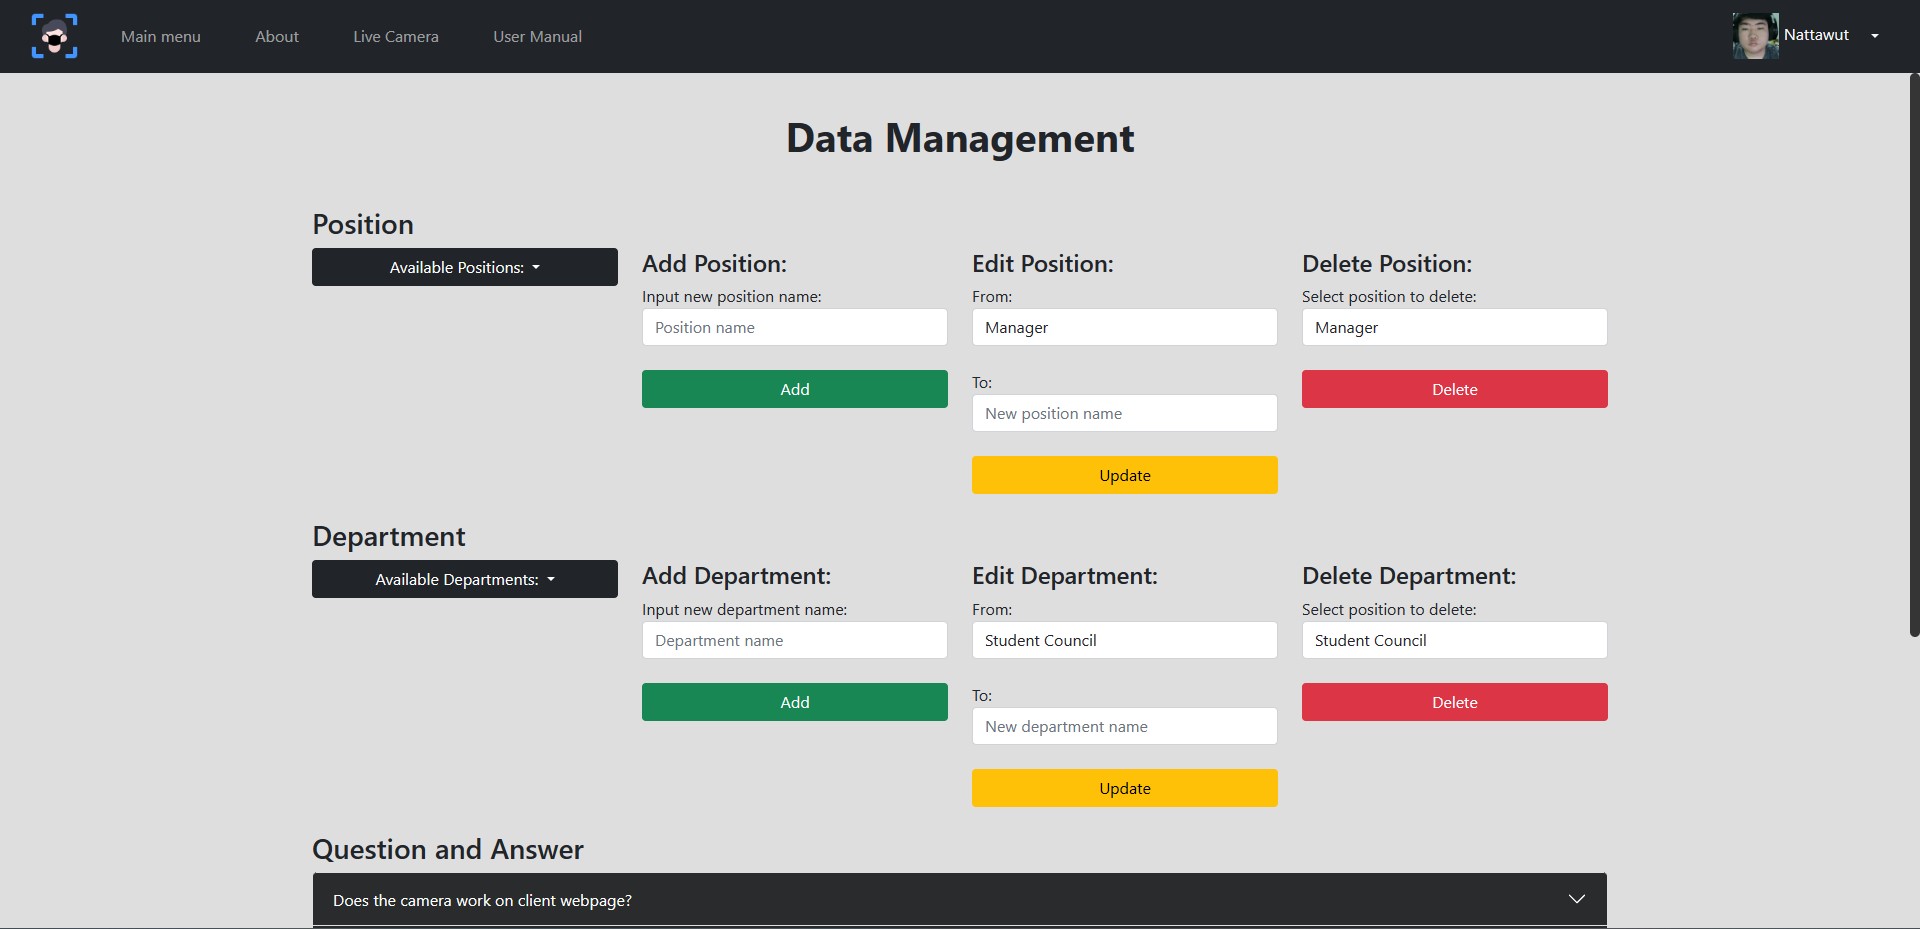 Main menu
About
Live Camera
User Manual
Nattawut
Data Management
Position
Available Positions:
Add Position:
Input new position name:
Position name
Add
Edit Position:
From:
Manager
To:
New position name
Update
Delete Position:
Select position to delete:
Manager
Delete
Department
Available Departments:
Add Department:
Input new department name:
Department name
Add
Edit Department:
From:
Student Council
To:
New department name
Update
Delete Department:
Select position to delete:
Student Council
Delete
Question and Answer
Does the camera work on client webpage?